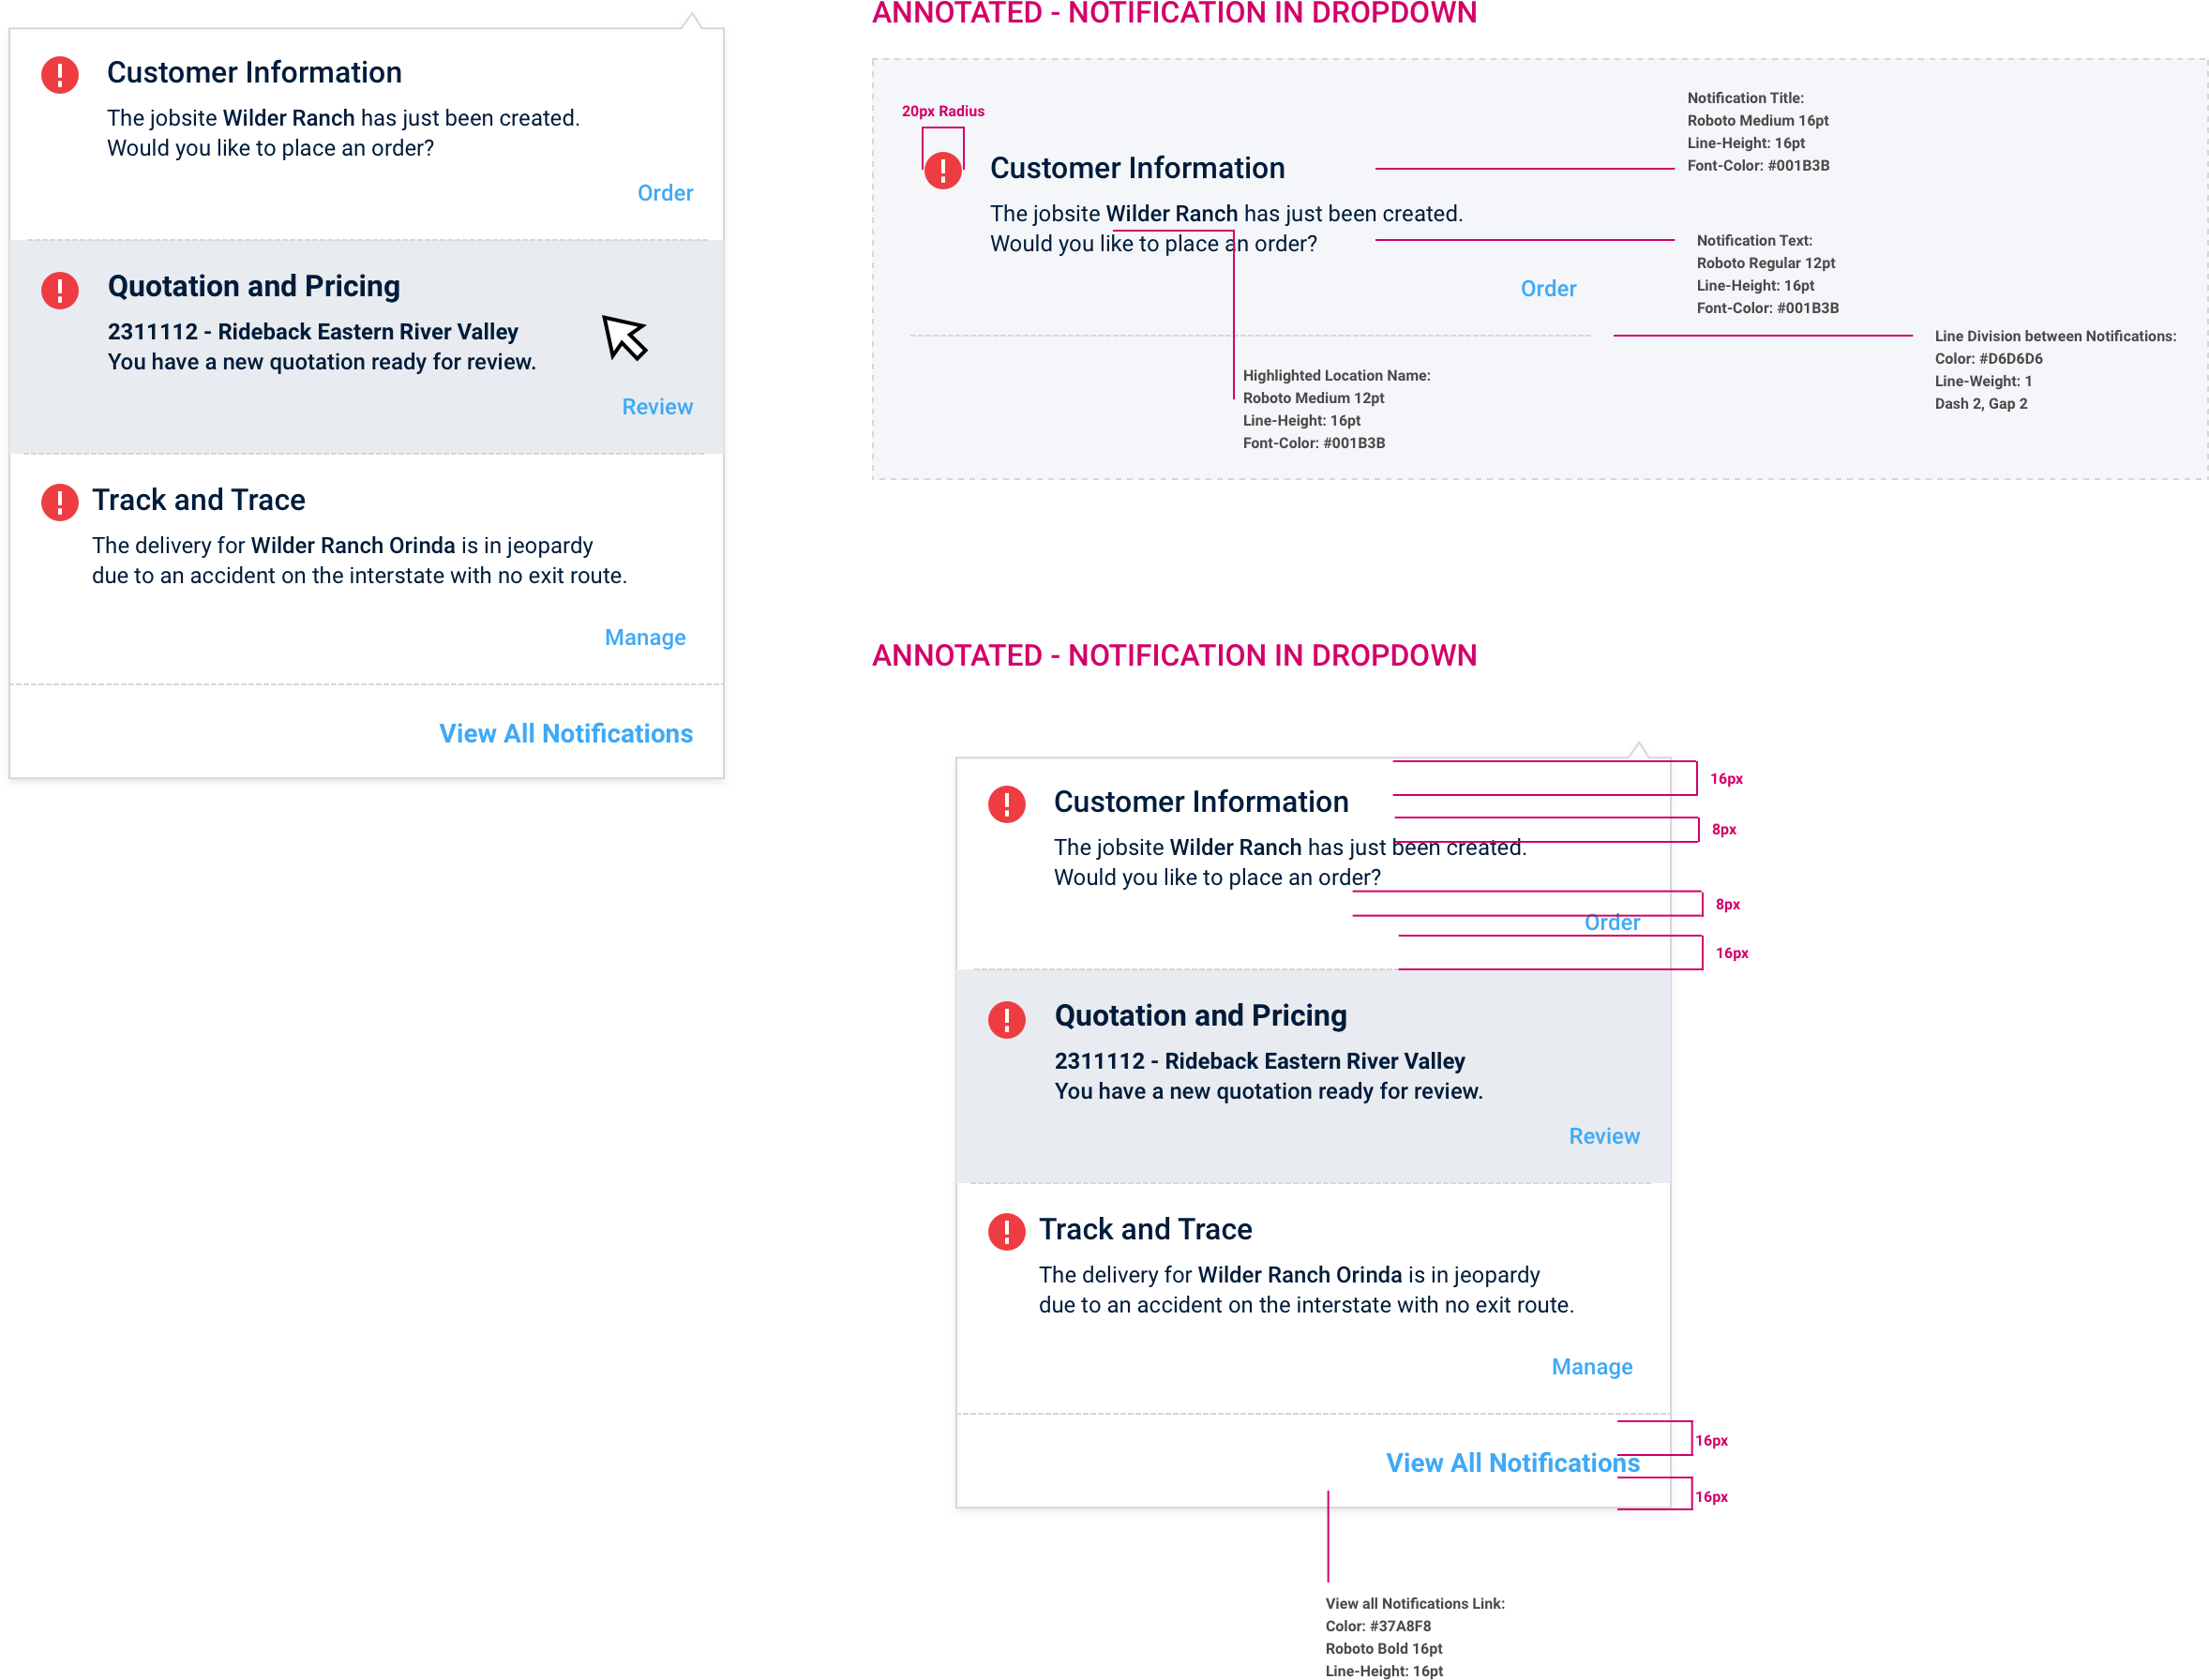 Customer Information
The jobsite Wilder Ranch has just been created.
Would you like to place an order?
Order
Quotation and Pricing
2311112 - Rideback Eastern River Valley
You have a new quotation ready for review.
Review
Track and Trace
The delivery for Wilder Ranch Orinda is in jeopardy
due to an accident on the interstate with no exit route.
Manage
View All Notifications
ANNOTATED - NOTIFICATION IN DROPDOWN
20px Radius
Customer Information
The jobsite Wilder Ranch has just been created.
Would you like to place an order?
Order
Notification Title:
Roboto Medium 16pt
Line-Height: 16pt
Font-Color: #001B3B
Notification Text:
Roboto Regular 12pt
Line-Height: 16pt
Font-Color: #001B3B
Line Division between Notifications:
Color: #D6D6D6
Line-Weight: 1
Dash 2, Gap 2
Highlighted Location Name:
Roboto Medium 12pt
Line-Height: 16pt
Font-Color: #001B3B
ANNOTATED - NOTIFICATION IN DROPDOWN
Customer Information
The jobsite Wilder Ranch has just been created.
Would you like to place an order?
Order
16px
8px
8px
16px
Quotation and Pricing
2311112 - Rideback Eastern River Valley
You have a new quotation ready for review.
Review
Track and Trace
The delivery for Wilder Ranch Orinda is in jeopardy
due to an accident on the interstate with no exit route.
Manage
View All Notifications
16px
16px
View all Notifications Link:
Color: #37A8F8
Roboto Bold 16pt
Line-Height: 16pt